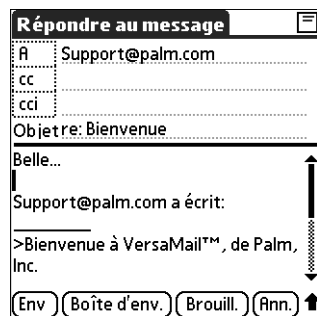 Répondre au message
A Support@palm.com
cc
cci
Objet re: Bienvenue
Belle...
Support@palm.com a écrit:
>Bienvenue à VersaMail™, de Palm,
Inc.
Env Boîte d'env. Brouill. Ann.